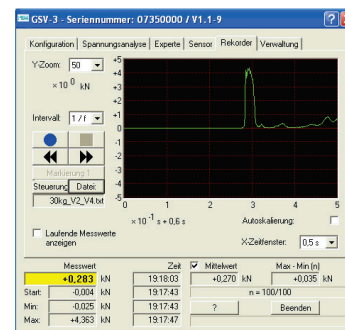 GSV-3 - Seriennummer: 07350000 / V1.1-9
Konfiguration Spannungsanalyse Experte Sensor Rekorder Verwaltung
Y-Zoom: 50
×10 0 kN
Intervall: 1 / f
Markierung 1
Steuerung Datei:
30kg_V2_V4.txt
Laufende Messwerte
anzeigen
+5
+4
+3
+2
+1
0
-1
-2
-3
-4
-5
0 1 2 3 4 5
×10 -1 s + 0,6 s
Autoskalierung:
X-Zeitfenster: 0,5 s
Messwert Zeit Mittelwert Max - Min (n)
+0,283 kN 19:18:03 +0,270 kN +0,035 kN
Start: -0,004 kN 19:17:43 n = 100/100
Min: -0,025 kN 19:17:43 ? Beenden
Max: +4,363 kN 19:17:47